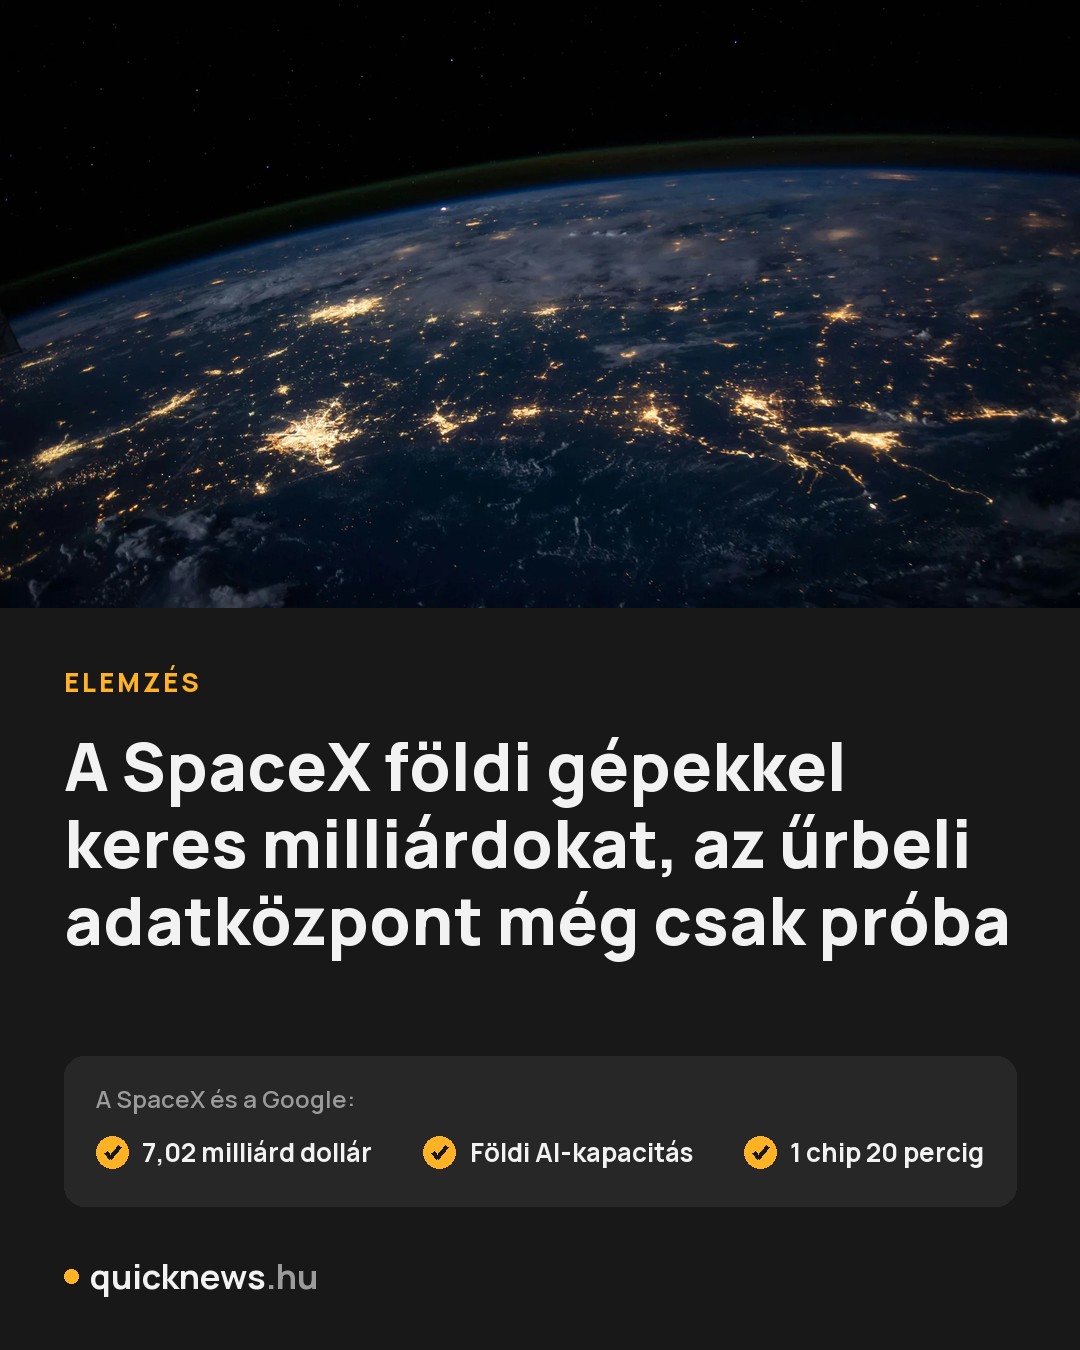 ELEMZÉS
A SpaceX földi gépekkel
keres milliárdokat, az űrbeli
adatközpont még csak próba
A SpaceX és a Google:
7,02 milliárd dollár
Földi AI-kapacitás
1 chip 20 percig
quicknews.hu